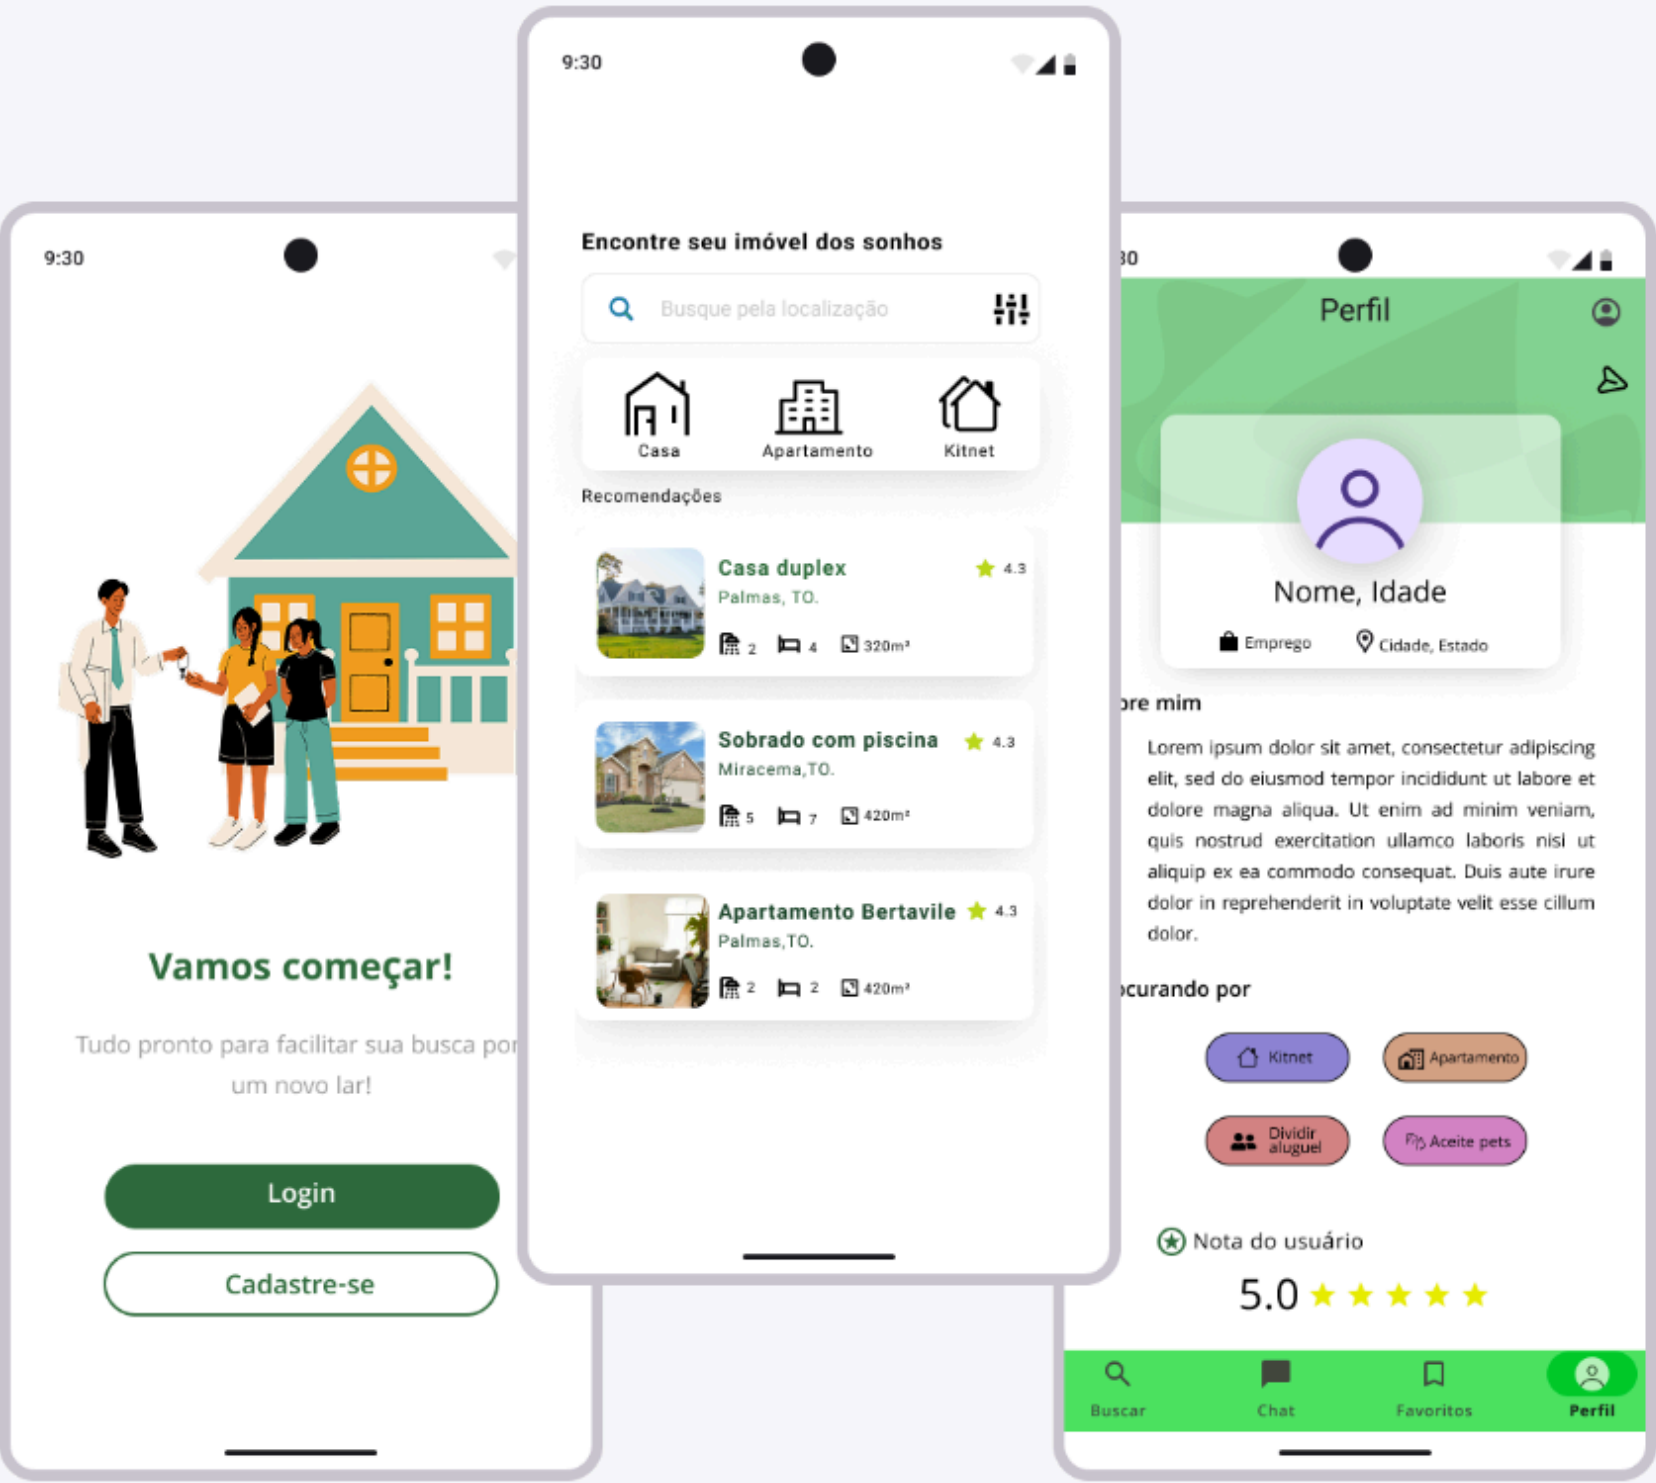 9:30
Vamos começar!
Tudo pronto para facilitar sua busca por
um novo lar!
Login
Cadastre-se
9:30
Encontre seu imóvel dos sonhos
Busque pela localização
Casa
Apartamento
Kitnet
Recomendações
Casa duplex
4.3
Palmas, TO.
2 4 320m²
Sobrado com piscina
4.3
Miracema,TO.
5 7 420m²
Apartamento Bertavile
4.3
Palmas,TO.
2 2 420m²
30
Perfil
Nome, Idade
Emprego
Cidade, Estado
bre mim
Lorem ipsum dolor sit amet, consectetur adipiscing
elit, sed do eiusmod tempor incididunt ut labore et
dolore magna aliqua. Ut enim ad minim veniam,
quis nostrud exercitation ullamco laboris nisi ut
aliquip ex ea commodo consequat. Duis aute irure
dolor in reprehenderit in voluptate velit esse cillum
dolor.
ocurando por
Kitnet
Apartamento
Dividir
aluguel
Aceite pets
Nota do usuário
5.0
Buscar
Chat
Favoritos
Perfil